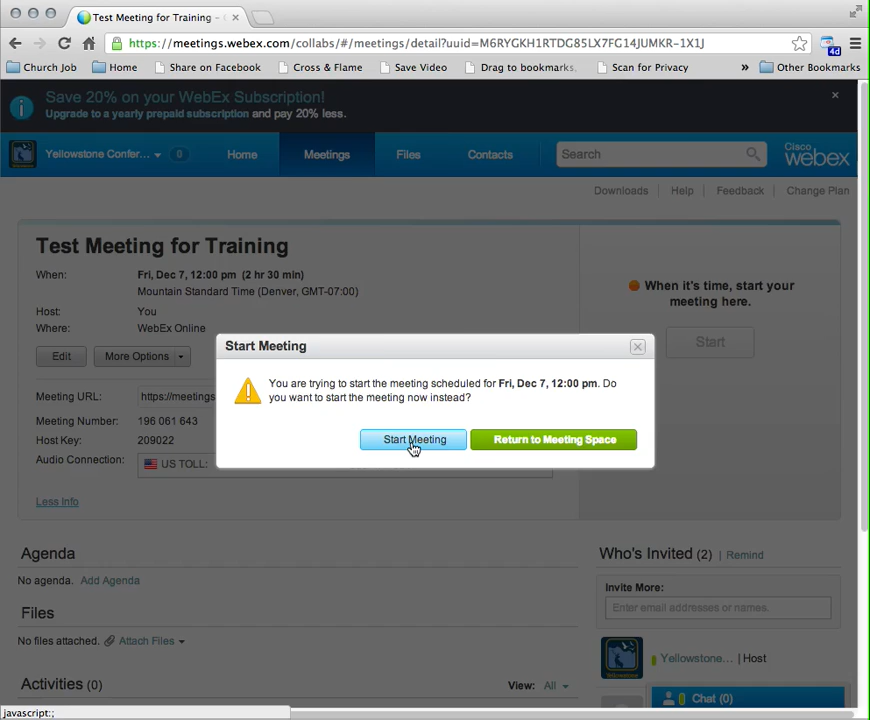 Test Meeting for Training -
https://meetings.webex.com/collabs/#/meetings/detail?uuid=M6RYGKH1RTDG85LX7FG14JUMKR-1X1J
4d
Church Job Home Share on Facebook Cross & Flame Save Video Drag to bookmarks. Scan for Privacy » Other Bookmarks
Save 20% on your WebEx Subscription!
Upgrade to a yearly prepaid subscription and pay 20% less.
Yellowstone Confer... 0 Home Meetings Files Contacts Search Cisco webex
Downloads | Help | Feedback | Change Plan
Test Meeting for Training
When: Fri, Dec 7, 12:00 pm (2 hr 30 min)
Mountain Standard Time (Denver, GMT-07:00)
Host: You
Where: WebEx Online
Edit More Options
When it's time, start your
meeting here.
Start
Meeting URL: https://meetings
Meeting Number: 196 061 643
Host Key: 209022
Audio Connection: US TOLL:
Less Info
Start Meeting
You are trying to start the meeting scheduled for Fri, Dec 7, 12:00 pm. Do
you want to start the meeting now instead?
Start Meeting Return to Meeting Space
Agenda
No agenda. Add Agenda
Files
No files attached. Attach Files
Activities (0) View: All
Who's Invited (2) | Remind
Invite More:
Enter email addresses or names.
Yellowstone... | Host
Chat (0)
javascript:;